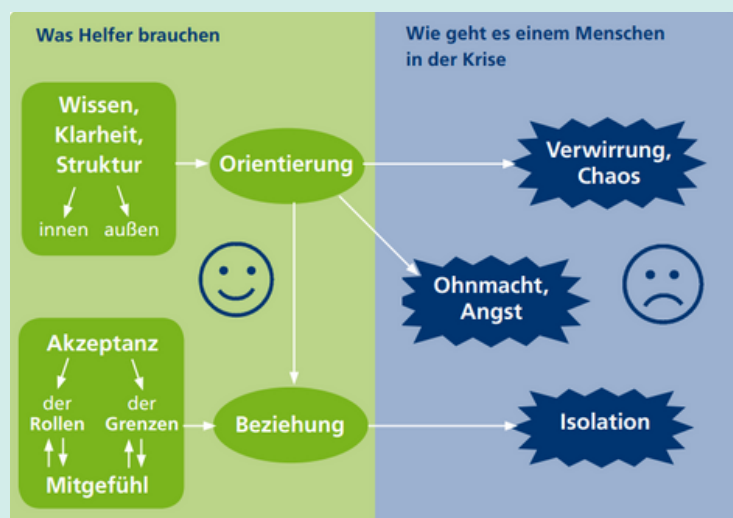 Was Helfer brauchen
Wie geht es einem Menschen
in der Krise
Wissen,
Klarheit,
Struktur
innen außen
Orientierung
Verwirrung,
Chaos
Ohnmacht,
Angst
Akzeptanz
der der
Rollen Grenzen
Mitgefühl
Beziehung
Isolation